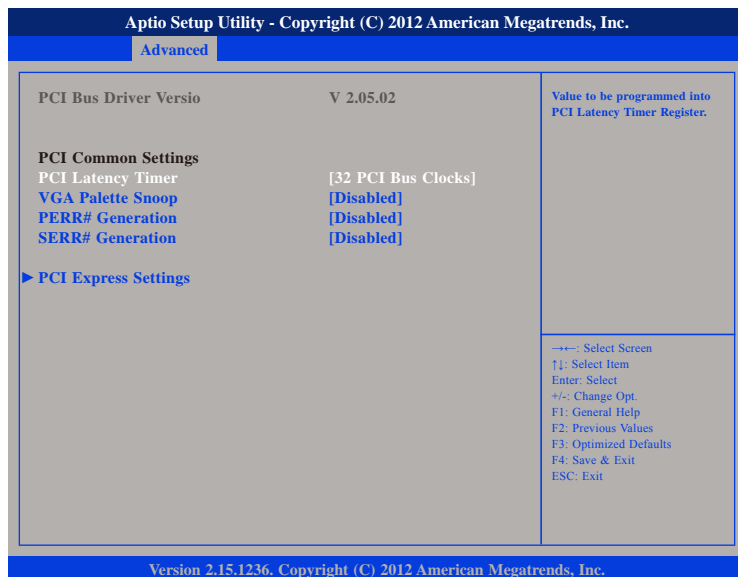 Aptio Setup Utility - Copyright (C) 2012 American Megatrends, Inc.
Advanced
PCI Bus Driver Versio V 2.05.02
PCI Common Settings
PCI Latency Timer [32 PCI Bus Clocks]
VGA Palette Snoop [Disabled]
PERR# Generation [Disabled]
SERR# Generation [Disabled]
▶ PCI Express Settings
Value to be programmed into
PCI Latency Timer Register.
→←: Select Screen
↑↓: Select Item
Enter: Select
+/-: Change Opt.
F1: General Help
F2: Previous Values
F3: Optimized Defaults
F4: Save & Exit
ESC: Exit
Version 2.15.1236. Copyright (C) 2012 American Megatrends, Inc.